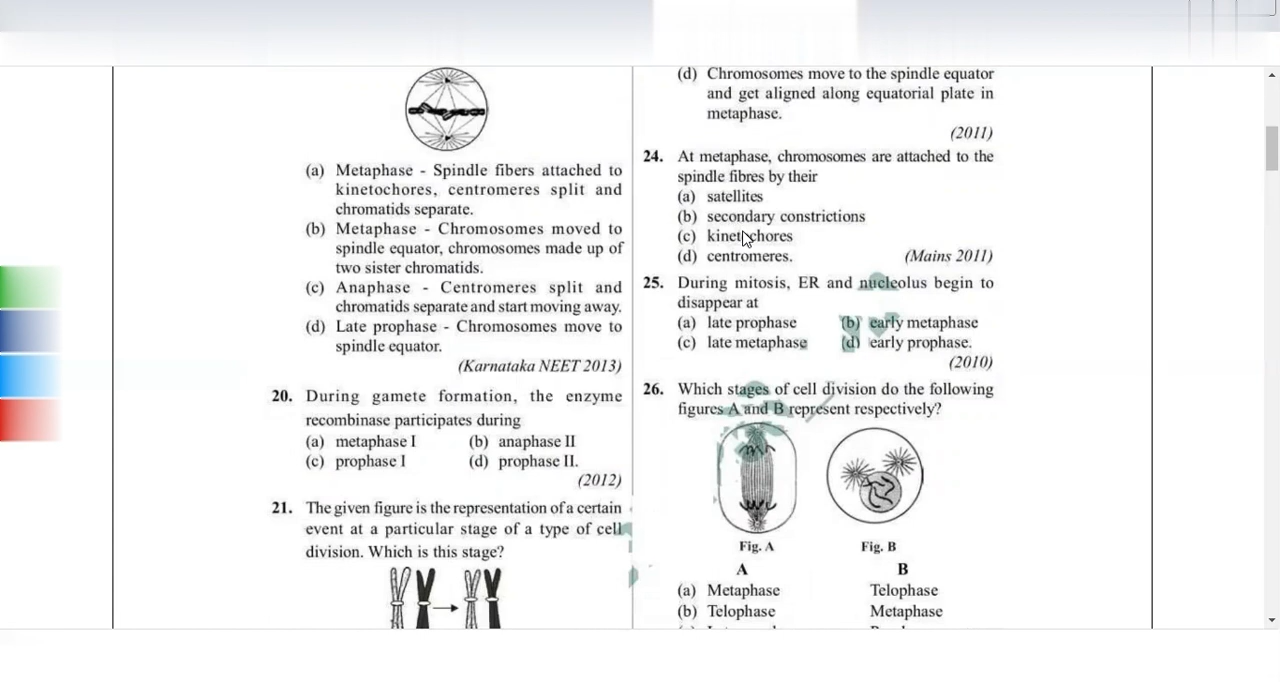 (a) Metaphase - Spindle fibers attached to
kinetochores, centromeres split and
chromatids separate.
(b) Metaphase - Chromosomes moved to
spindle equator, chromosomes made up of
two sister chromatids.
(c) Anaphase - Centromeres split and
chromatids separate and start moving away.
(d) Late prophase - Chromosomes move to
spindle equator.
(Karnataka NEET 2013)
20. During gamete formation, the enzyme
recombinase participates during
(a) metaphase I (b) anaphase II
(c) prophase I (d) prophase II.
(2012)
21. The given figure is the representation of a certain
event at a particular stage of a type of cell
division. Which is this stage?
(d) Chromosomes move to the spindle equator
and get aligned along equatorial plate in
metaphase.
(2011)
24. At metaphase, chromosomes are attached to the
spindle fibres by their
(a) satellites
(b) secondary constrictions
(c) kinetochores
(d) centromeres. (Mains 2011)
25. During mitosis, ER and nucleolus begin to
disappear at
(a) late prophase (b) early metaphase
(c) late metaphase (d) early prophase.
(2010)
26. Which stages of cell division do the following
figures A and B represent respectively?
Fig. A Fig. B
A B
(a) Metaphase Telophase
(b) Telophase Metaphase